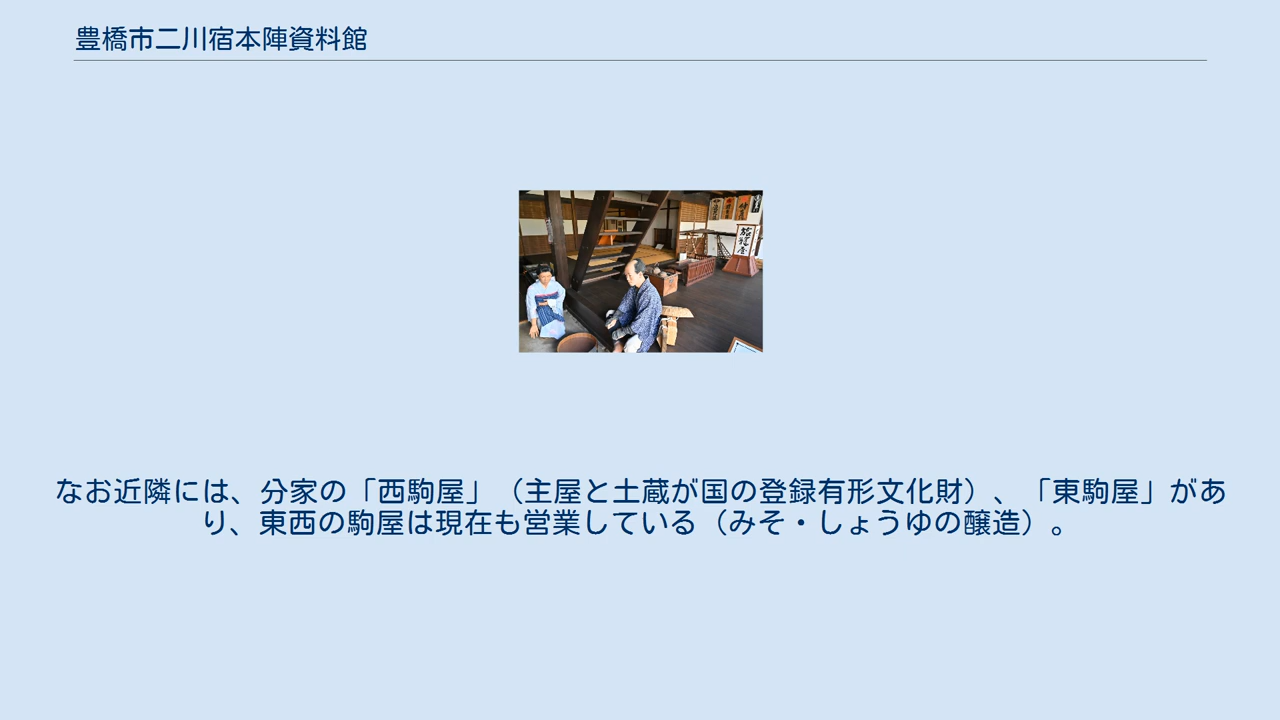 豊橋市二川宿本陣資料館
旅籠屋
なお近隣には、分家の「西駒屋」（主屋と土蔵が国の登録有形文化財）、「東駒屋」があ
り、東西の駒屋は現在も営業している（みそ・しょうゆの醸造）。